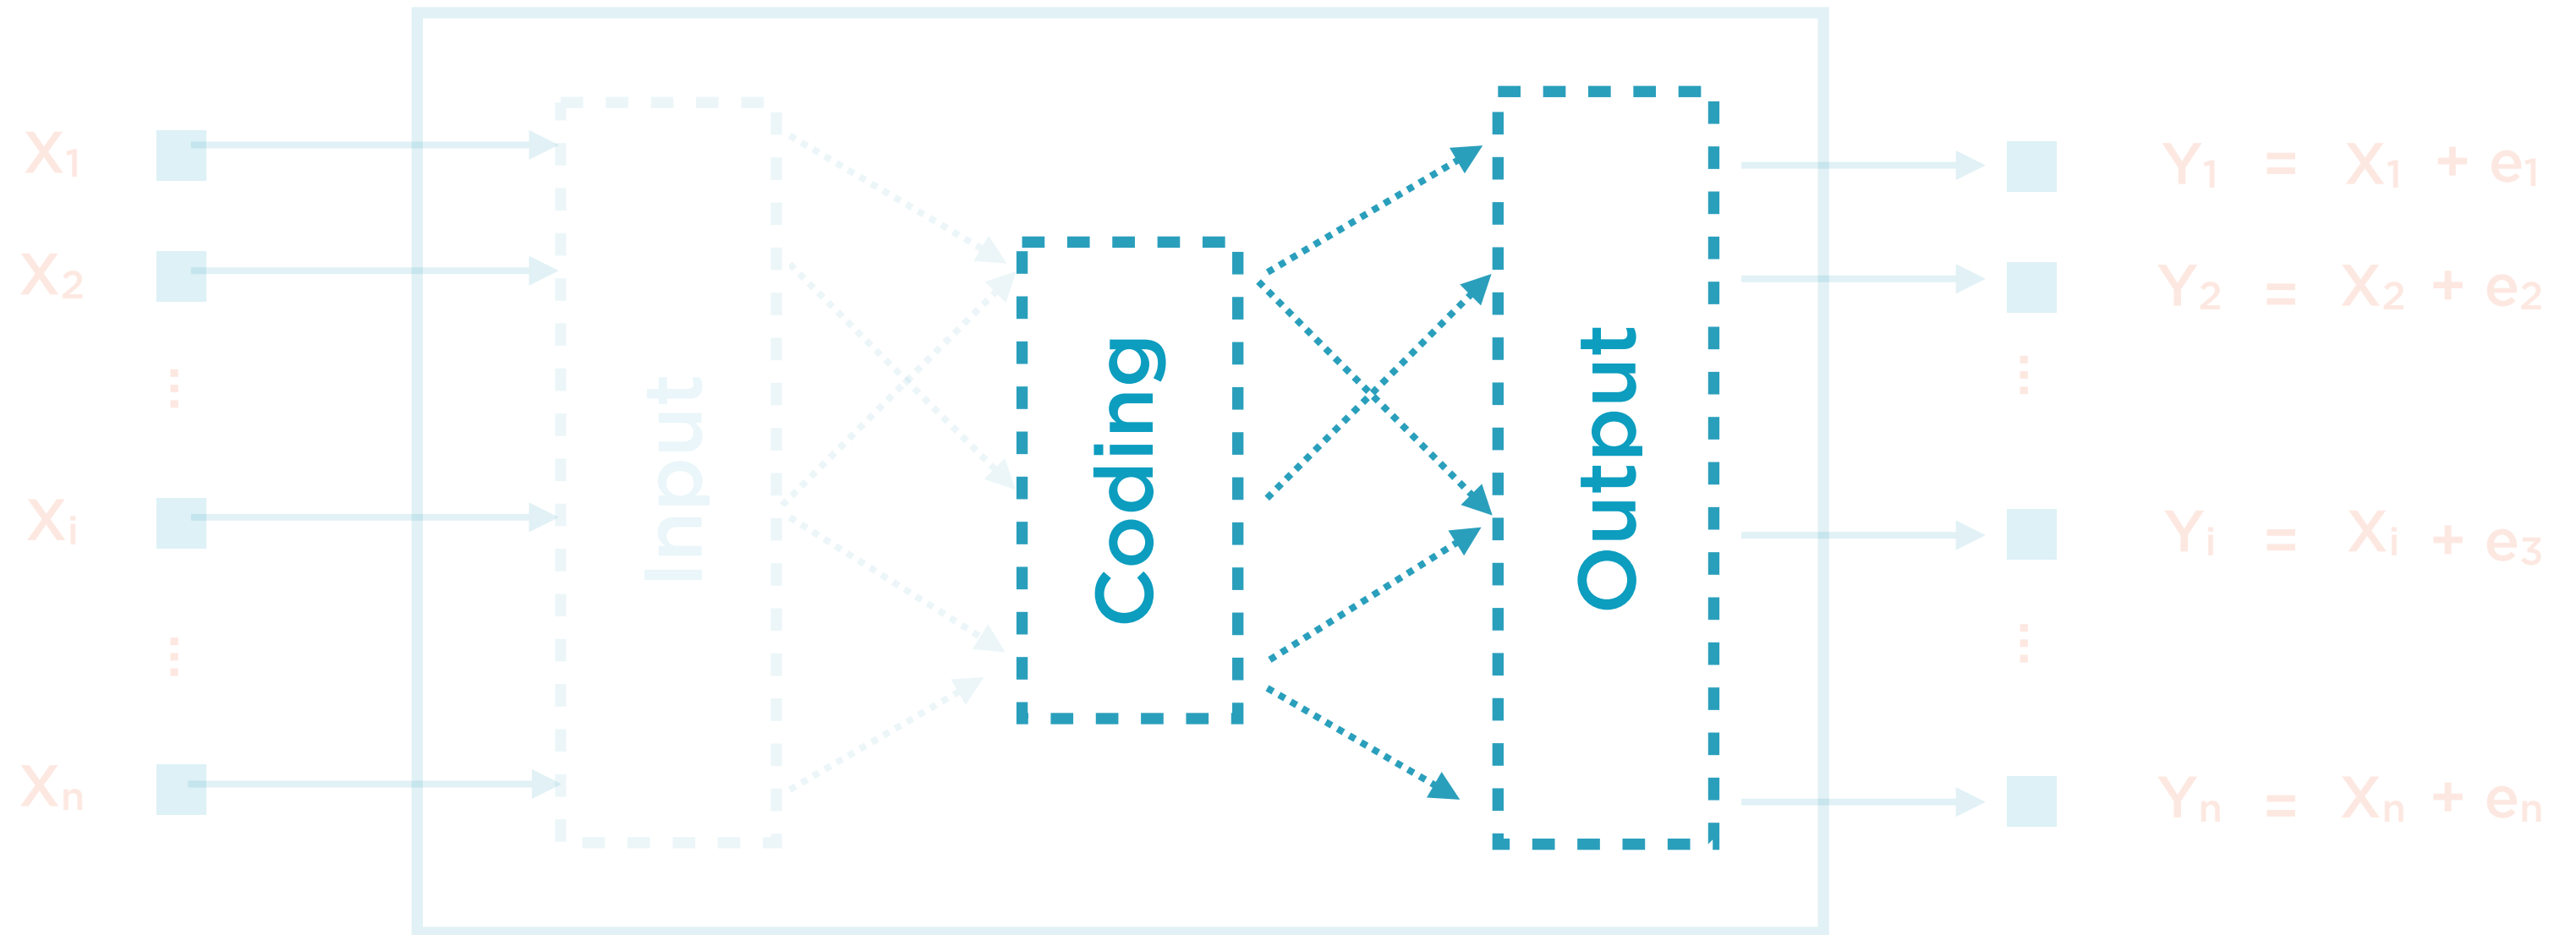 X₁
X₂
⋮
Xᵢ
⋮
Xₙ
Input
Coding
Output
Y₁ = X₁ + e₁
Y₂ = X₂ + e₂
⋮
Yᵢ = Xᵢ + e₃
⋮
Yₙ = Xₙ + eₙ